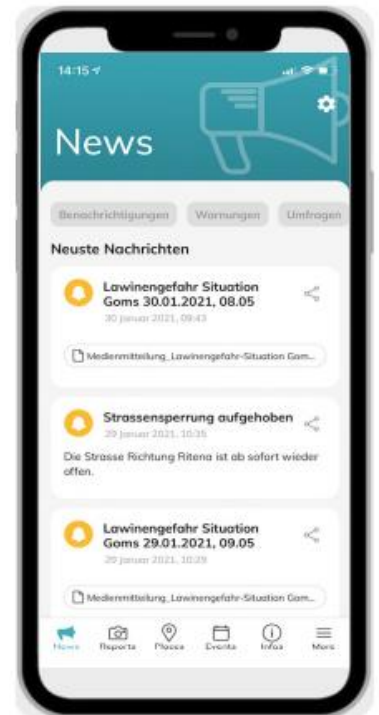 14:15
News
Benachrichtigungen Warnungen Umfragen
Neuste Nachrichten
Lawinengefahr Situation
Goms 30.01.2021, 08.05
30 Januar 2021, 09:43
Medienmitteilung_Lawinengefahr-Situation Gom...
Strassensperrung aufgehoben
29 Januar 2021, 10:35
Die Strasse Richtung Ritena ist ab sofort wieder
offen.
Lawinengefahr Situation
Goms 29.01.2021, 09.05
29 Januar 2021, 10:29
Medienmitteilung_Lawinengefahr-Situation Gom...
News Reports Places Events Infos More